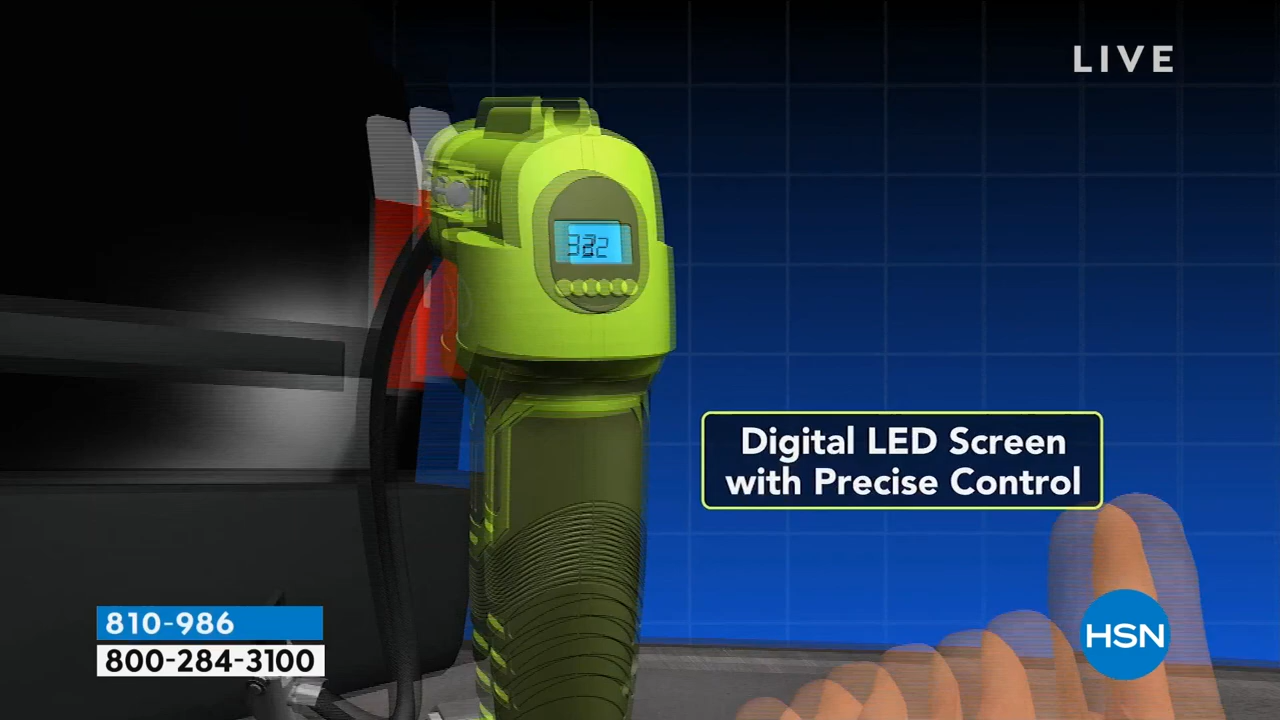 LIVE
Digital LED Screen
with Precise Control
810-986
800-284-3100
HSN